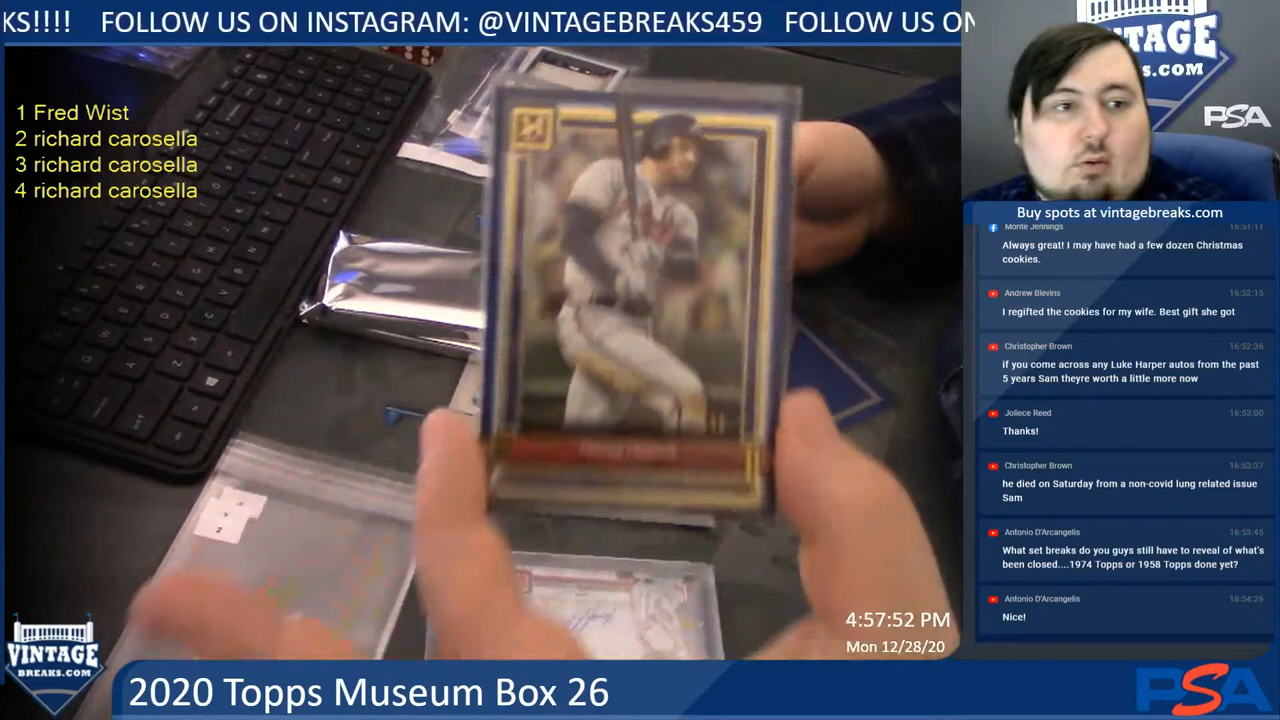 KS!!!! FOLLOW US ON INSTAGRAM: @VINTAGEBREAKS459 FOLLOW US ON
1 Fred Wist
2 richard carosella
3 richard carosella
4 richard carosella
VINTAGE
BREAKS.COM
PSA
Buy spots at vintagebreaks.com
Monte Jennings 16:51:11
Always great! I may have had a few dozen Christmas
cookies.
Andrew Blevins 16:52:15
I regifted the cookies for my wife. Best gift she got
Christopher Brown 16:52:36
if you come across any Luke Harper autos from the past
5 years Sam theyre worth a little more now
Joliece Reed 16:53:00
Thanks!
Christopher Brown 16:53:37
he died on Saturday from a non-covid lung related issue
Sam
Antonio D'Arcangelis 16:53:45
What set breaks do you guys still have to reveal of what's
been closed....1974 Topps or 1958 Topps done yet?
Antonio D'Arcangelis 16:54:26
Nice!
4:57:52 PM
Mon 12/28/20
2020 Topps Museum Box 26
PSA